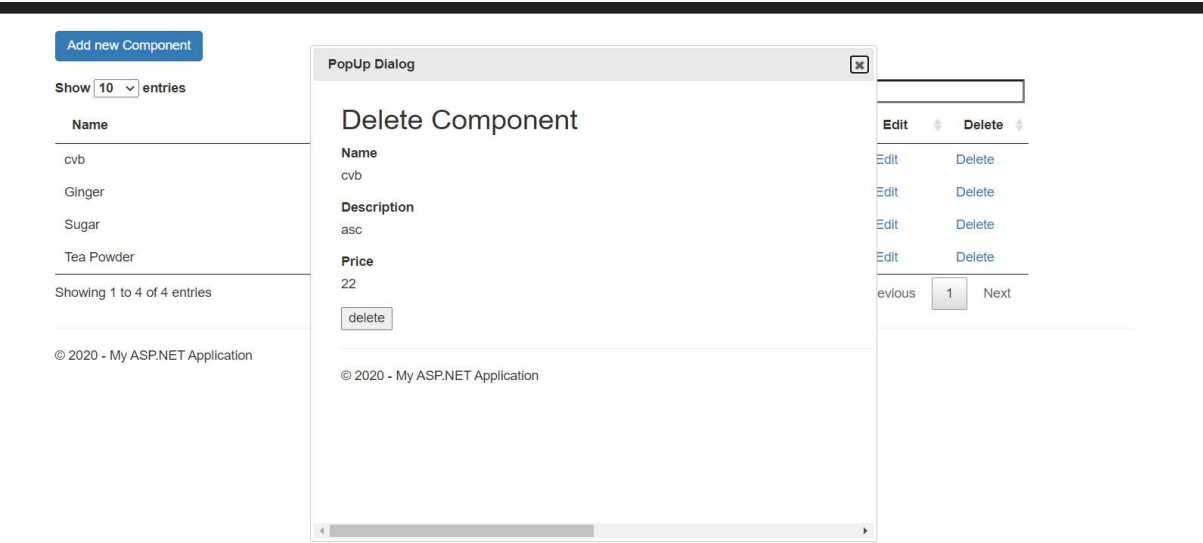 Add new Component
Show 10 entries
Name Edit Delete
cvb Edit Delete
Ginger Edit Delete
Sugar Edit Delete
Tea Powder Edit Delete
Showing 1 to 4 of 4 entries evious 1 Next
© 2020 - My ASP.NET Application
PopUp Dialog
Delete Component
Name
cvb
Description
asc
Price
22
delete
© 2020 - My ASP.NET Application